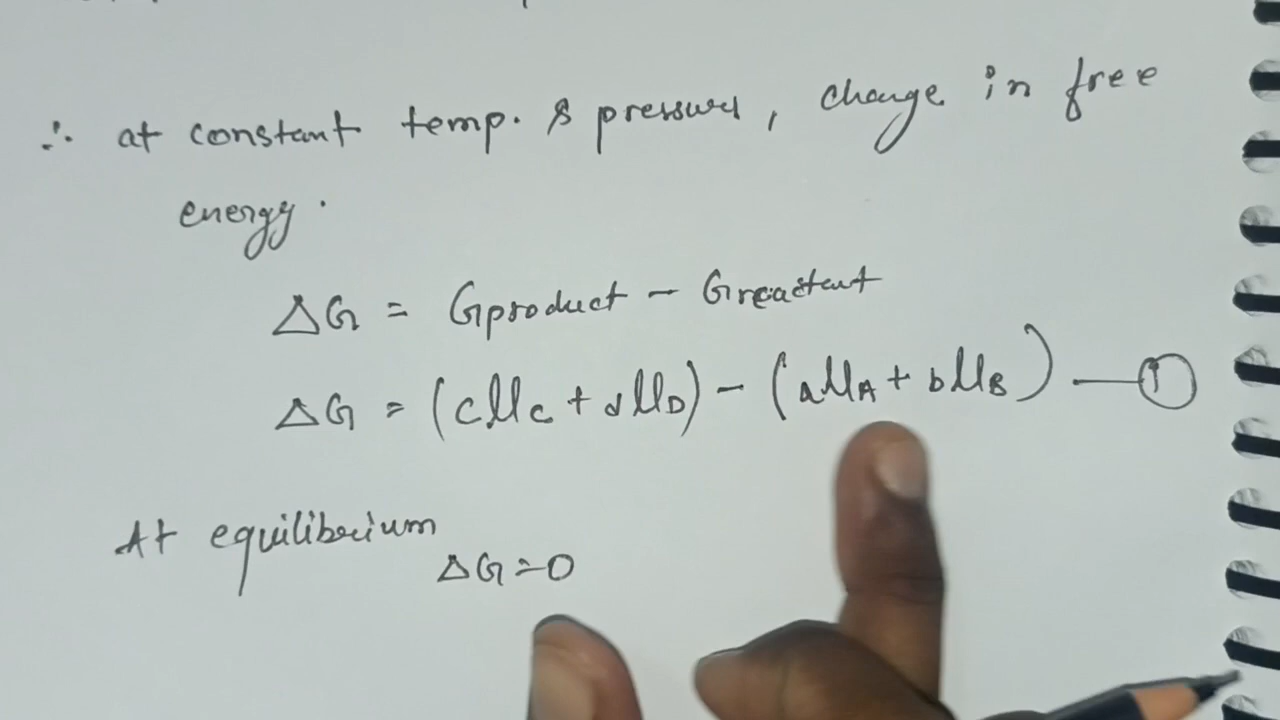 ∴ at constant temp. & pressures, change in free
energy.
ΔG = Gproduct - Greactant
ΔG = (cμc + dμD) - (aμA + bμB) — ①
At equilibrium
ΔG = 0